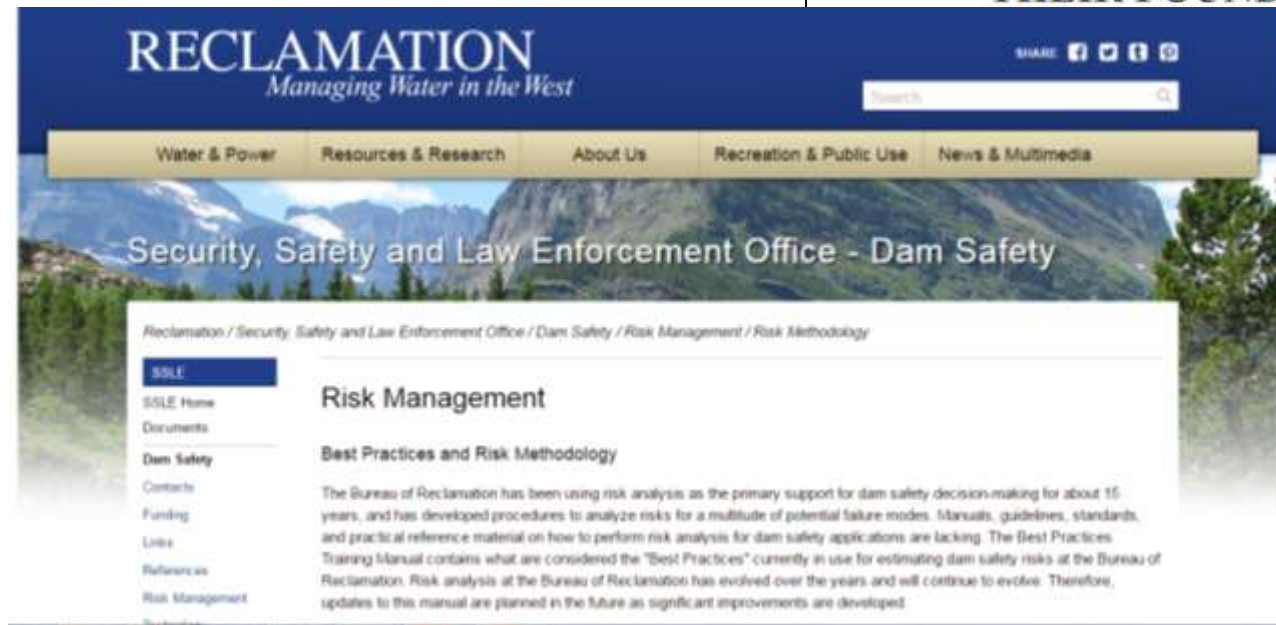 RECLAMATION
Managing Water in the West
SHARE
Search
Water & Power Resources & Research About Us Recreation & Public Use News & Multimedia
Security, Safety and Law Enforcement Office - Dam Safety
Reclamation / Security, Safety and Law Enforcement Office / Dam Safety / Risk Management / Risk Methodology
SSLE
SSLE Home
Documents
Dam Safety
Contacts
Funding
Links
References
Risk Management
Risk Management
Best Practices and Risk Methodology
The Bureau of Reclamation has been using risk analysis as the primary support for dam safety decision-making for about 15
years, and has developed procedures to analyze risks for a multitude of potential failure modes. Manuals, guidelines, standards,
and practical reference material on how to perform risk analysis for dam safety applications are lacking. The Best Practices
Training Manual contains what are considered the "Best Practices" currently in use for estimating dam safety risks at the Bureau of
Reclamation. Risk analysis at the Bureau of Reclamation has evolved over the years and will continue to evolve. Therefore,
updates to this manual are planned in the future as significant improvements are developed.